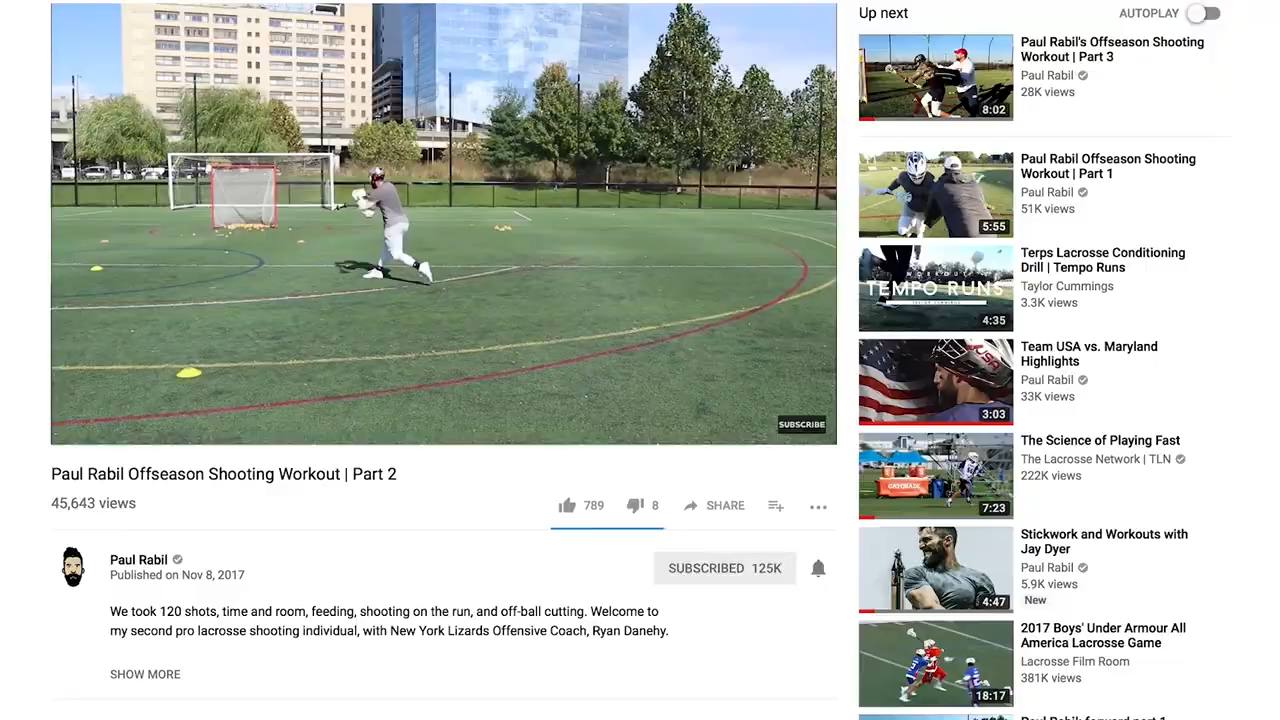 SUBSCRIBE
Paul Rabil Offseason Shooting Workout | Part 2
45,643 views
789
8
SHARE
Paul Rabil
Published on Nov 8, 2017
SUBSCRIBED 125K
We took 120 shots, time and room, feeding, shooting on the run, and off-ball cutting. Welcome to
my second pro lacrosse shooting individual, with New York Lizards Offensive Coach, Ryan Danehy.
SHOW MORE
Up next
AUTOPLAY
Paul Rabil's Offseason Shooting
Workout | Part 3
Paul Rabil
28K views
8:02
Paul Rabil Offseason Shooting
Workout | Part 1
Paul Rabil
51K views
5:55
Terps Lacrosse Conditioning
Drill | Tempo Runs
Taylor Cummings
3.3K views
WORKOUT
TEMPO RUNS
TAYLOR CUMMINGS
4:35
Team USA vs. Maryland
Highlights
Paul Rabil
33K views
USA
3:03
The Science of Playing Fast
The Lacrosse Network | TLN
222K views
GATORADE
7:23
Stickwork and Workouts with
Jay Dyer
Paul Rabil
5.9K views
New
4:47
2017 Boys' Under Armour All
America Lacrosse Game
Lacrosse Film Room
381K views
18:17